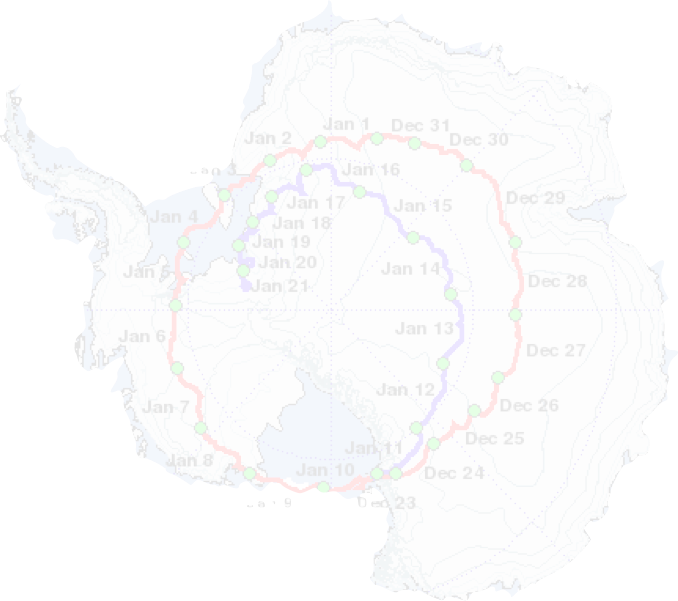 Jan 1
Dec 31
Jan 2
Dec 30
Jan 3
Jan 16
Dec 29
Jan 17
Jan 15
Jan 4
Jan 18
Jan 19
Jan 20
Jan 14
Jan 5
Dec 28
Jan 21
Jan 13
Jan 6
Dec 27
Jan 12
Jan 7
Dec 26
Dec 25
Jan 11
Jan 8
Jan 10
Dec 24
Dec 23